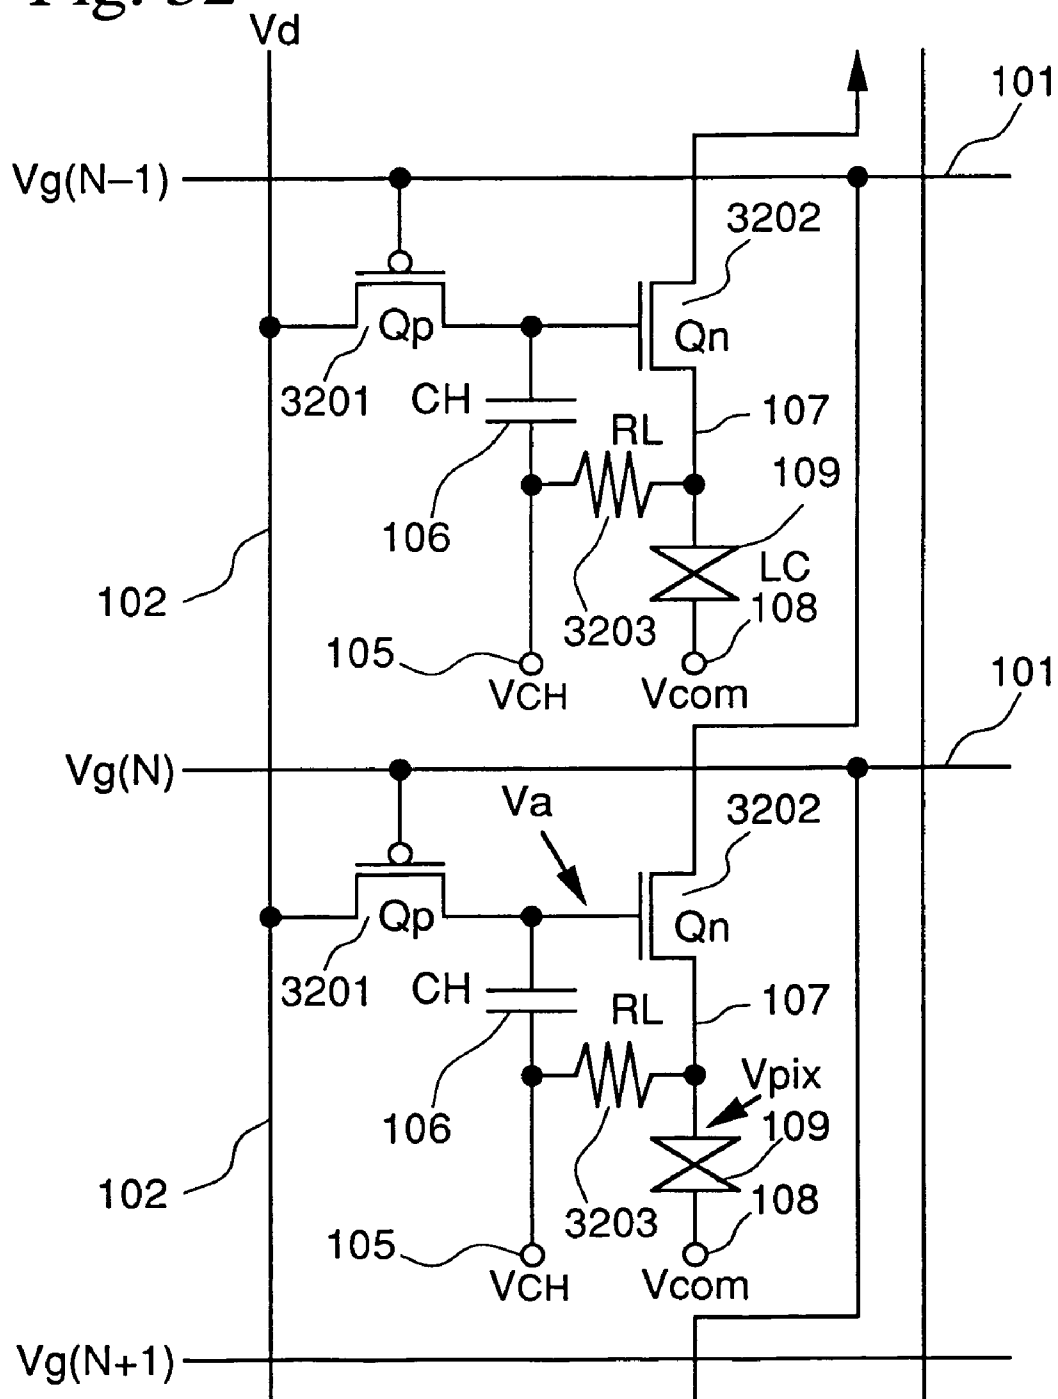 Fig. 32
Vd
101
Vg(N–1)
3202
Qp
Qn
3201
CH
107
RL
109
106
LC
102
108
3203
105
VCH
Vcom
101
Vg(N)
Va
3202
Qp
Qn
3201
CH
107
RL
Vpix
106
109
102
108
3203
105
VCH
Vcom
Vg(N+1)